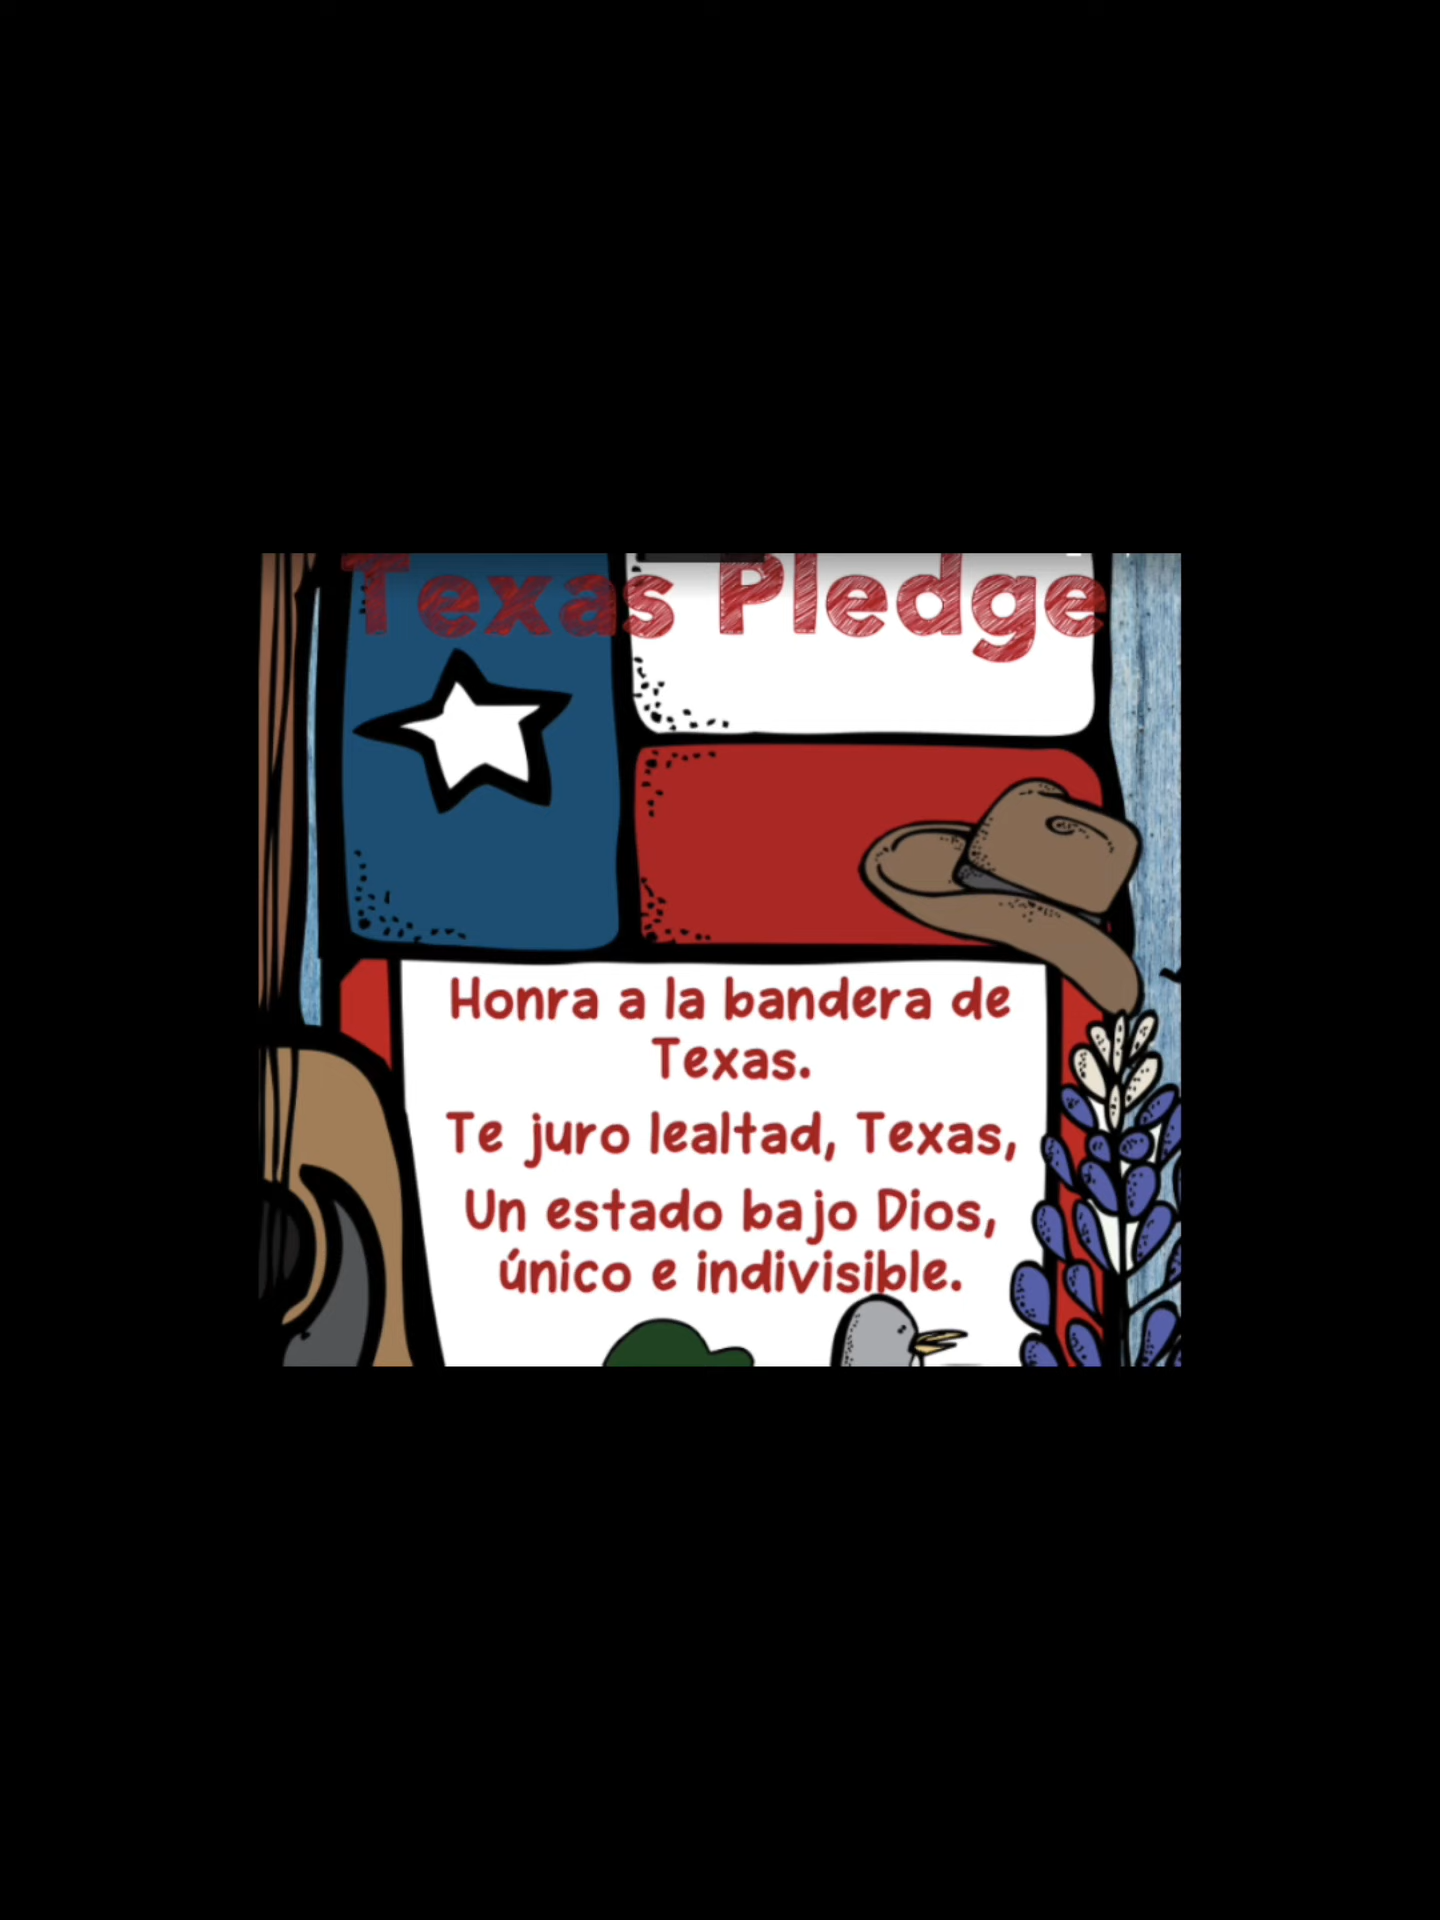 Texas Pledge
Honra a la bandera de
Texas.
Te juro lealtad, Texas,
Un estado bajo Dios,
único e indivisible.